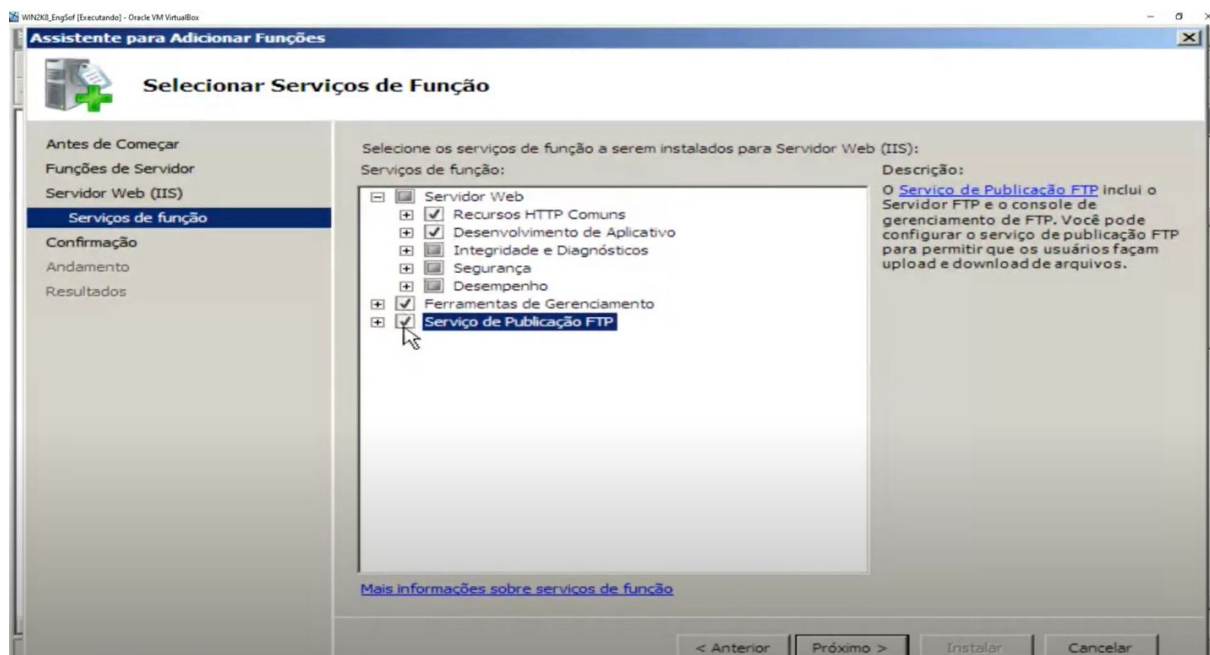 WIN2K8_EngSof [Executando] - Oracle VM VirtualBox
Assistente para Adicionar Funções
Selecionar Serviços de Função
Antes de Começar
Funções de Servidor
Servidor Web (IIS)
Serviços de função
Confirmação
Andamento
Resultados
Selecione os serviços de função a serem instalados para Servidor Web (IIS):
Serviços de função:
Servidor Web
Recursos HTTP Comuns
Desenvolvimento de Aplicativo
Integridade e Diagnósticos
Segurança
Desempenho
Ferramentas de Gerenciamento
Serviço de Publicação FTP
Mais informações sobre serviços de função
Descrição:
O Serviço de Publicação FTP inclui o
Servidor FTP e o console de
gerenciamento de FTP. Você pode
configurar o serviço de publicação FTP
para permitir que os usuários façam
upload e download de arquivos.
< Anterior
Próximo >
Instalar
Cancelar